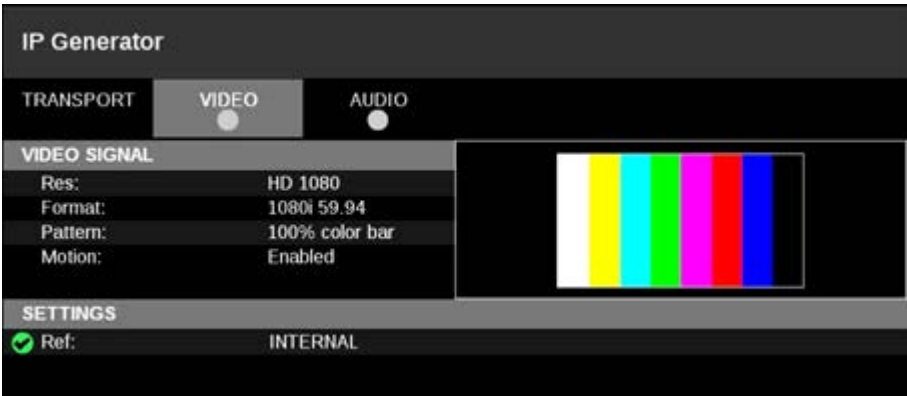 IP Generator
TRANSPORT VIDEO AUDIO
VIDEO SIGNAL
Res: HD 1080
Format: 1080i 59.94
Pattern: 100% color bar
Motion: Enabled
SETTINGS
Ref: INTERNAL